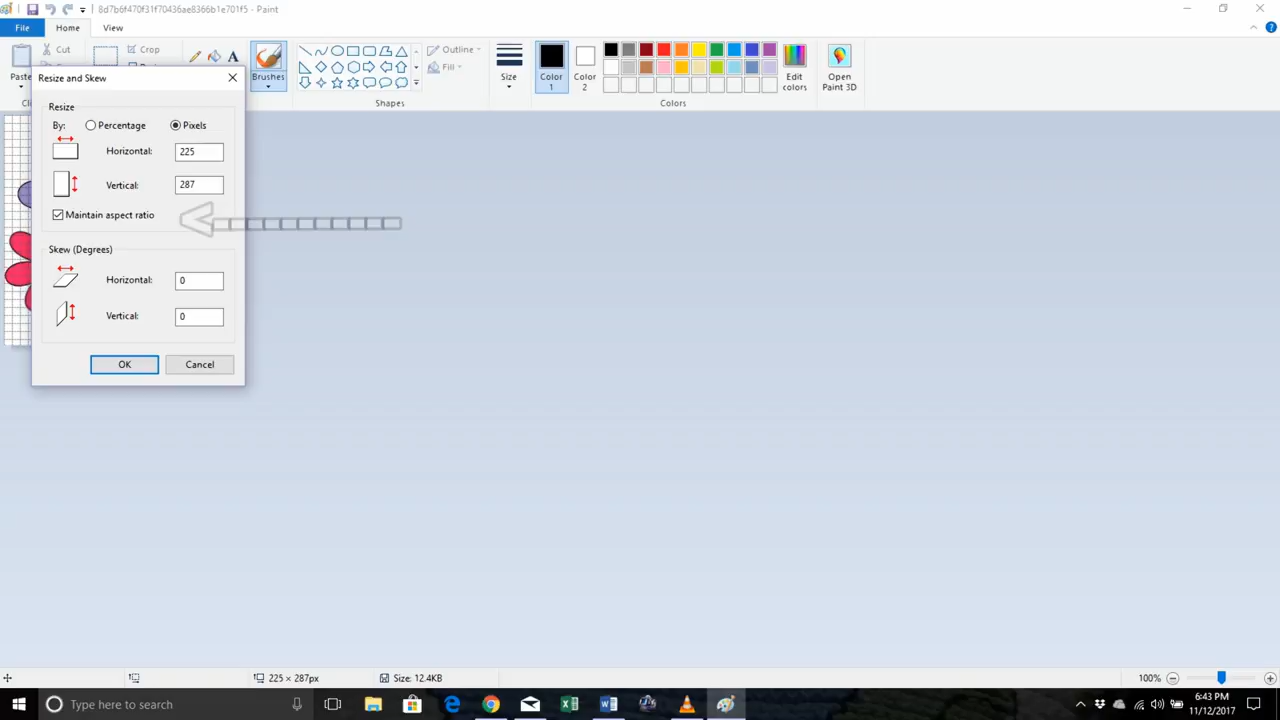 8d7b6f470f31f70436ae8366b1e701f5 - Paint
File Home View
Paste
Cut
Crop
Brushes
Outline
Fill
Shapes
Size
Color 1
Color 2
Edit colors
Colors
Open Paint 3D
Resize and Skew
Resize
By: Percentage Pixels
Horizontal: 225
Vertical: 287
Maintain aspect ratio
Skew (Degrees)
Horizontal: 0
Vertical: 0
OK Cancel
225 × 287px Size: 12.4KB 100%
Type here to search
6:43 PM
11/12/2017